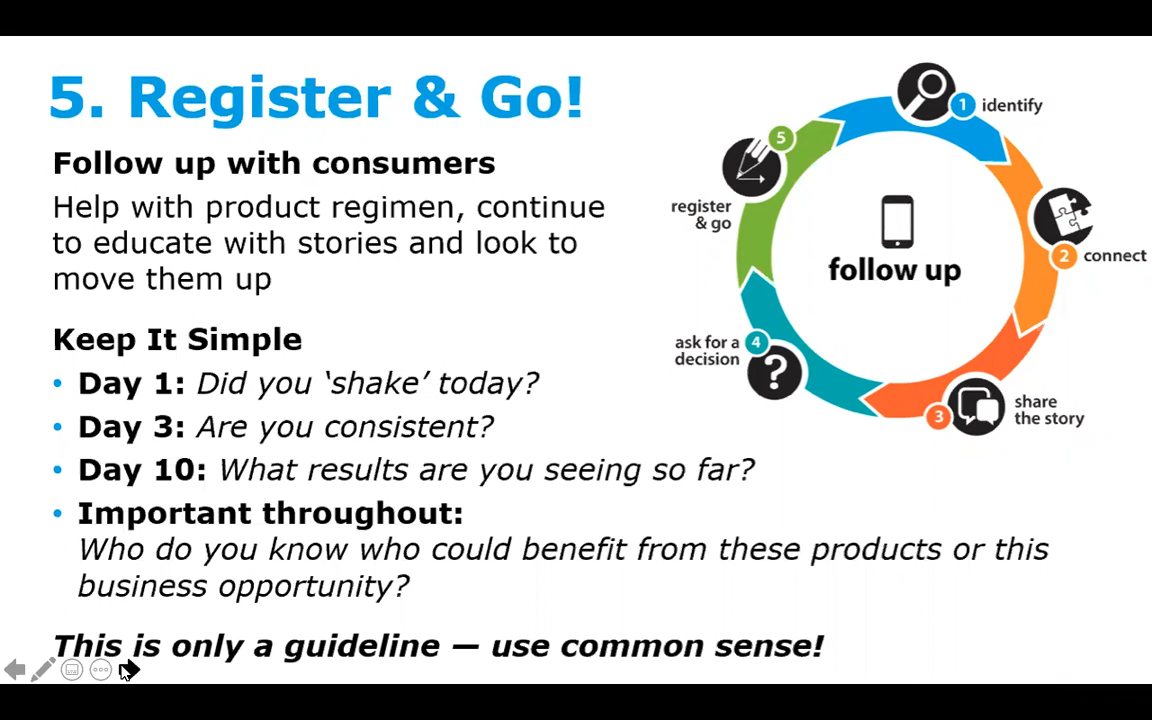 5. Register & Go!
Follow up with consumers
Help with product regimen, continue
to educate with stories and look to
move them up
Keep It Simple
• Day 1: Did you ‘shake’ today?
• Day 3: Are you consistent?
• Day 10: What results are you seeing so far?
• Important throughout:
Who do you know who could benefit from these products or this
business opportunity?
This is only a guideline — use common sense!
1 identify
2 connect
3 share
the story
4 ask for a
decision
5 register
& go
follow up